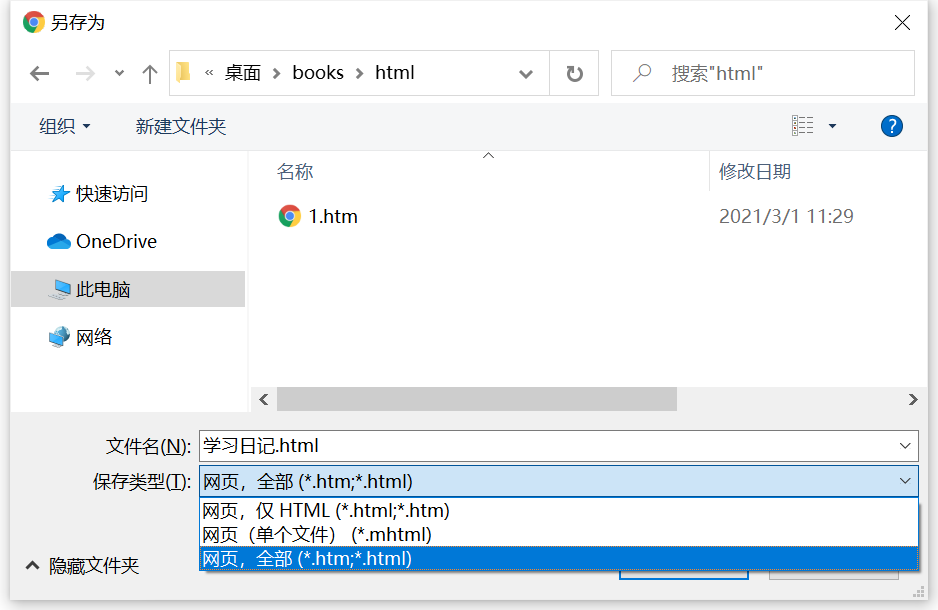 另存为
« 桌面 > books > html
搜索"html"
组织 新建文件夹
?
名称 修改日期
快速访问
1.htm 2021/3/1 11:29
OneDrive
此电脑
网络
文件名(N): 学习日记.html
保存类型(T): 网页，全部 (*.htm;*.html)
网页，仅 HTML (*.html;*.htm)
网页（单个文件） (*.mhtml)
网页，全部 (*.htm;*.html)
隐藏文件夹